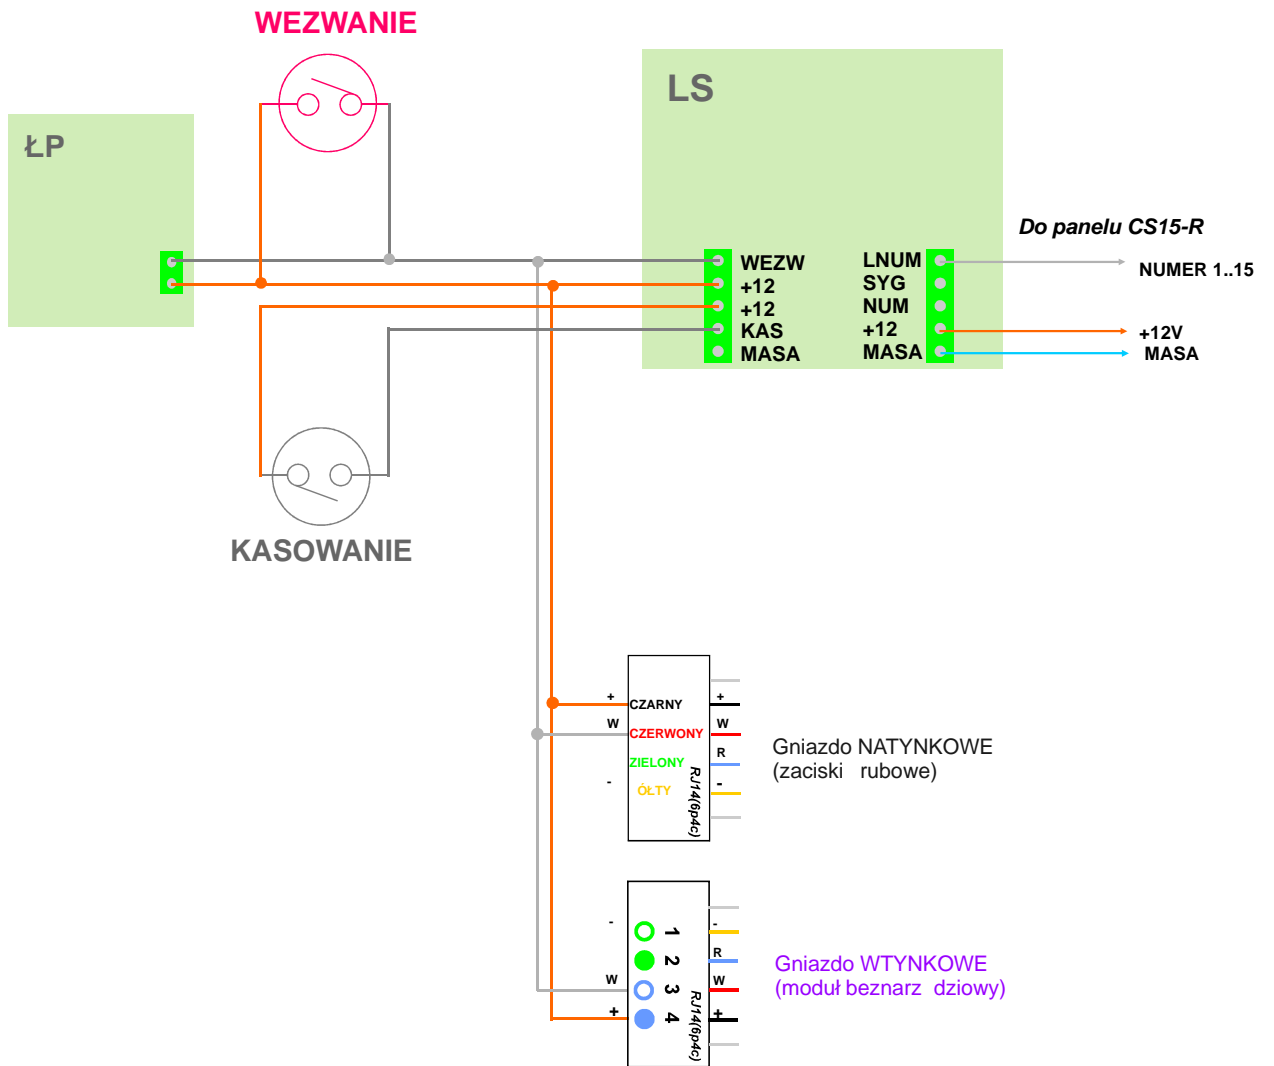 WEZWANIE
ŁP
LS
Do panelu CS15-R
WEZW
+12
+12
KAS
MASA
LNUM
SYG
NUM
+12
MASA
NUMER 1..15
+12V
MASA
KASOWANIE
+ CZARNY +
W CZERWONY W
ZIELONY R
- ÓŁTY -
RJ14(6p4c)
Gniazdo NATYNKOWE
(zaciski rubowe)
- 1 -
2 R
W 3 W
+ 4 +
RJ14(6p4c)
Gniazdo WTYNKOWE
(moduł beznarz dziowy)